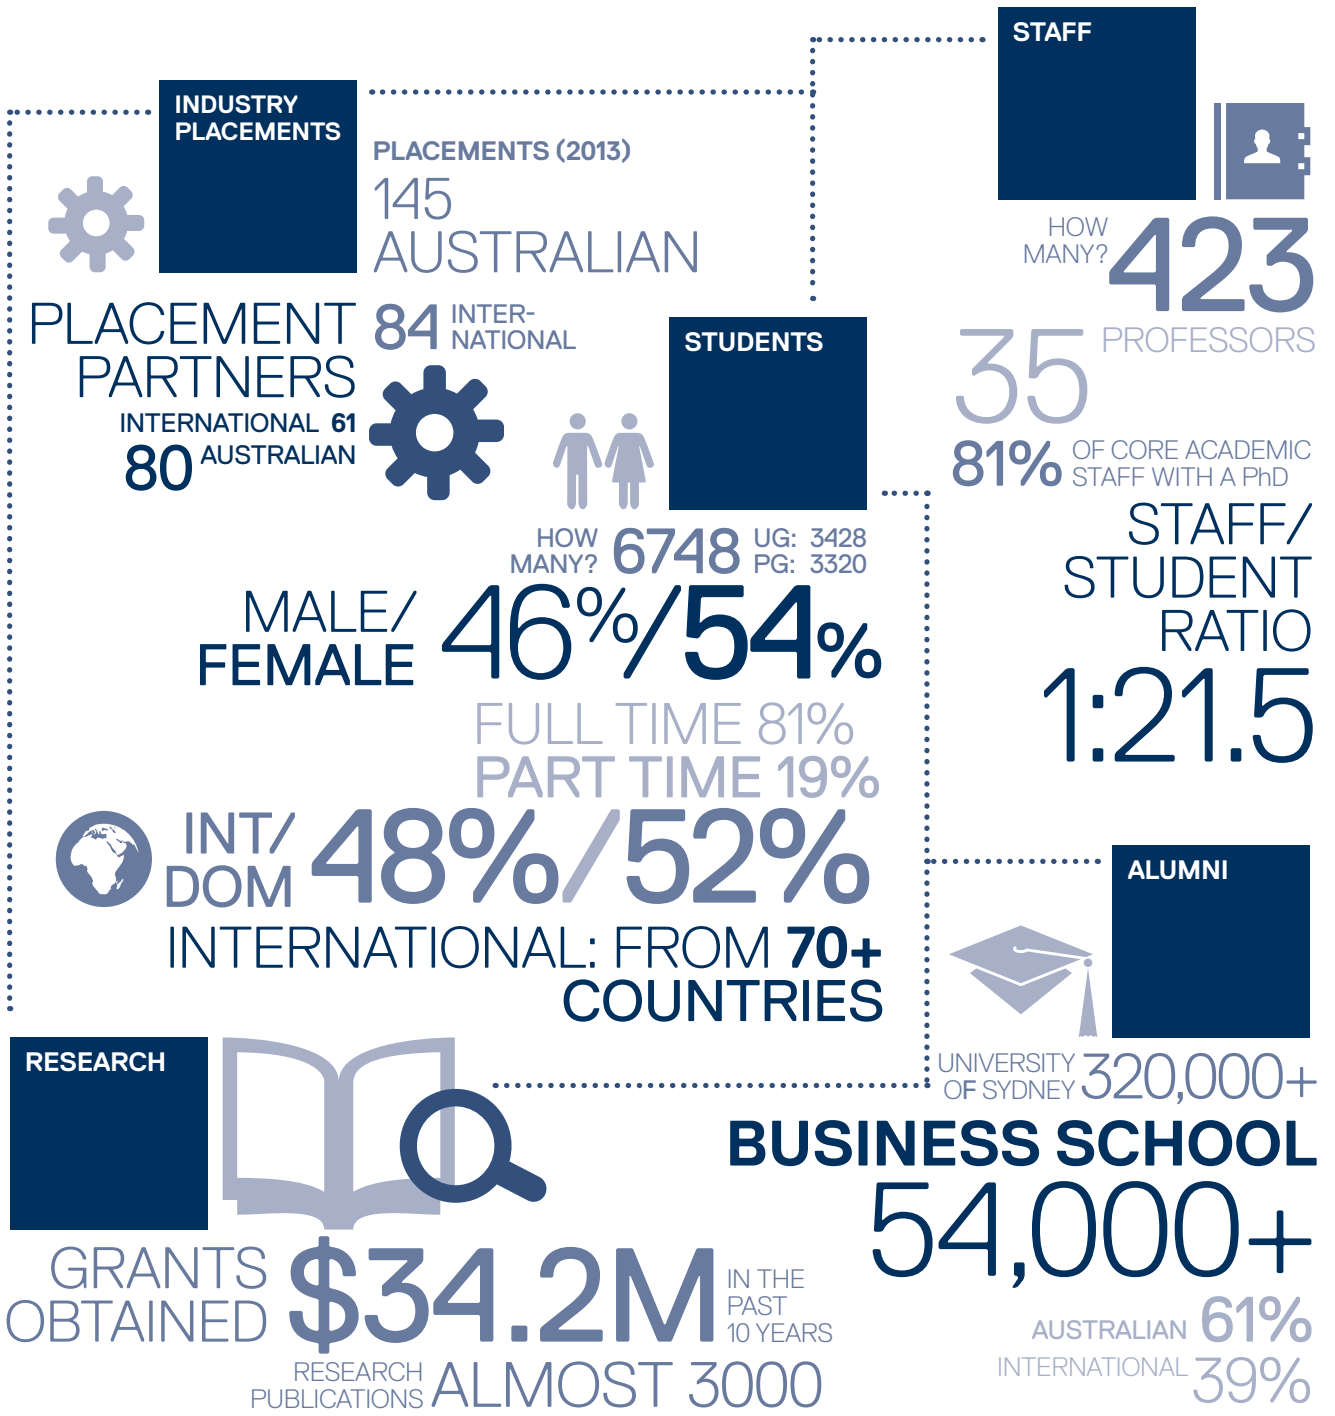 STAFF
HOW
MANY? 423
35 PROFESSORS
81% OF CORE ACADEMIC
STAFF WITH A PhD
STAFF/
STUDENT
RATIO
1:21.5
INDUSTRY
PLACEMENTS
PLACEMENTS (2013)
145
AUSTRALIAN
84 INTER-
NATIONAL
PLACEMENT
PARTNERS
INTERNATIONAL 61
80 AUSTRALIAN
STUDENTS
HOW
MANY? 6748 UG: 3428
PG: 3320
MALE/
FEMALE 46%/54%
FULL TIME 81%
PART TIME 19%
INT/
DOM 48%/52%
INTERNATIONAL: FROM 70+
COUNTRIES
ALUMNI
UNIVERSITY
OF SYDNEY 320,000+
BUSINESS SCHOOL
54,000+
AUSTRALIAN 61%
INTERNATIONAL 39%
RESEARCH
GRANTS
OBTAINED $34.2M IN THE
PAST
10 YEARS
RESEARCH
PUBLICATIONS ALMOST 3000